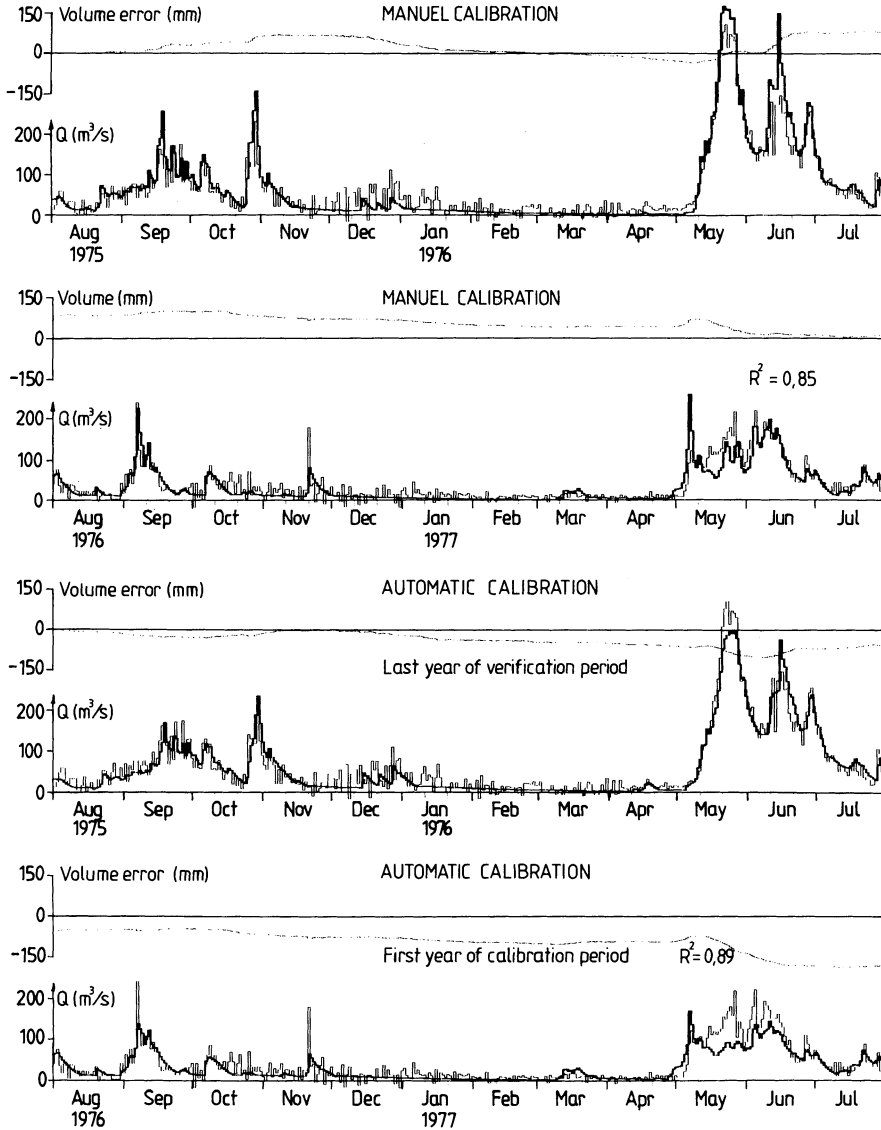 150 Volume error (mm) MANUEL CALIBRATION
0
-150
200 Q (m³/s)
100
0
Aug Sep Oct Nov Dec Jan Feb Mar Apr May Jun Jul
1975 1976
150 Volume (mm) MANUEL CALIBRATION
0
-150 R² = 0,85
200 Q (m³/s)
100
0
Aug Sep Oct Nov Dec Jan Feb Mar Apr May Jun Jul
1976 1977
150 Volume error (mm) AUTOMATIC CALIBRATION
0
-150 Last year of verification period
200 Q (m³/s)
100
0
Aug Sep Oct Nov Dec Jan Feb Mar Apr May Jun Jul
1975 1976
150 Volume error (mm) AUTOMATIC CALIBRATION
0
-150 First year of calibration period R²=0,89
200 Q (m³/s)
100
0
Aug Sep Oct Nov Dec Jan Feb Mar Apr May Jun Jul
1976 1977